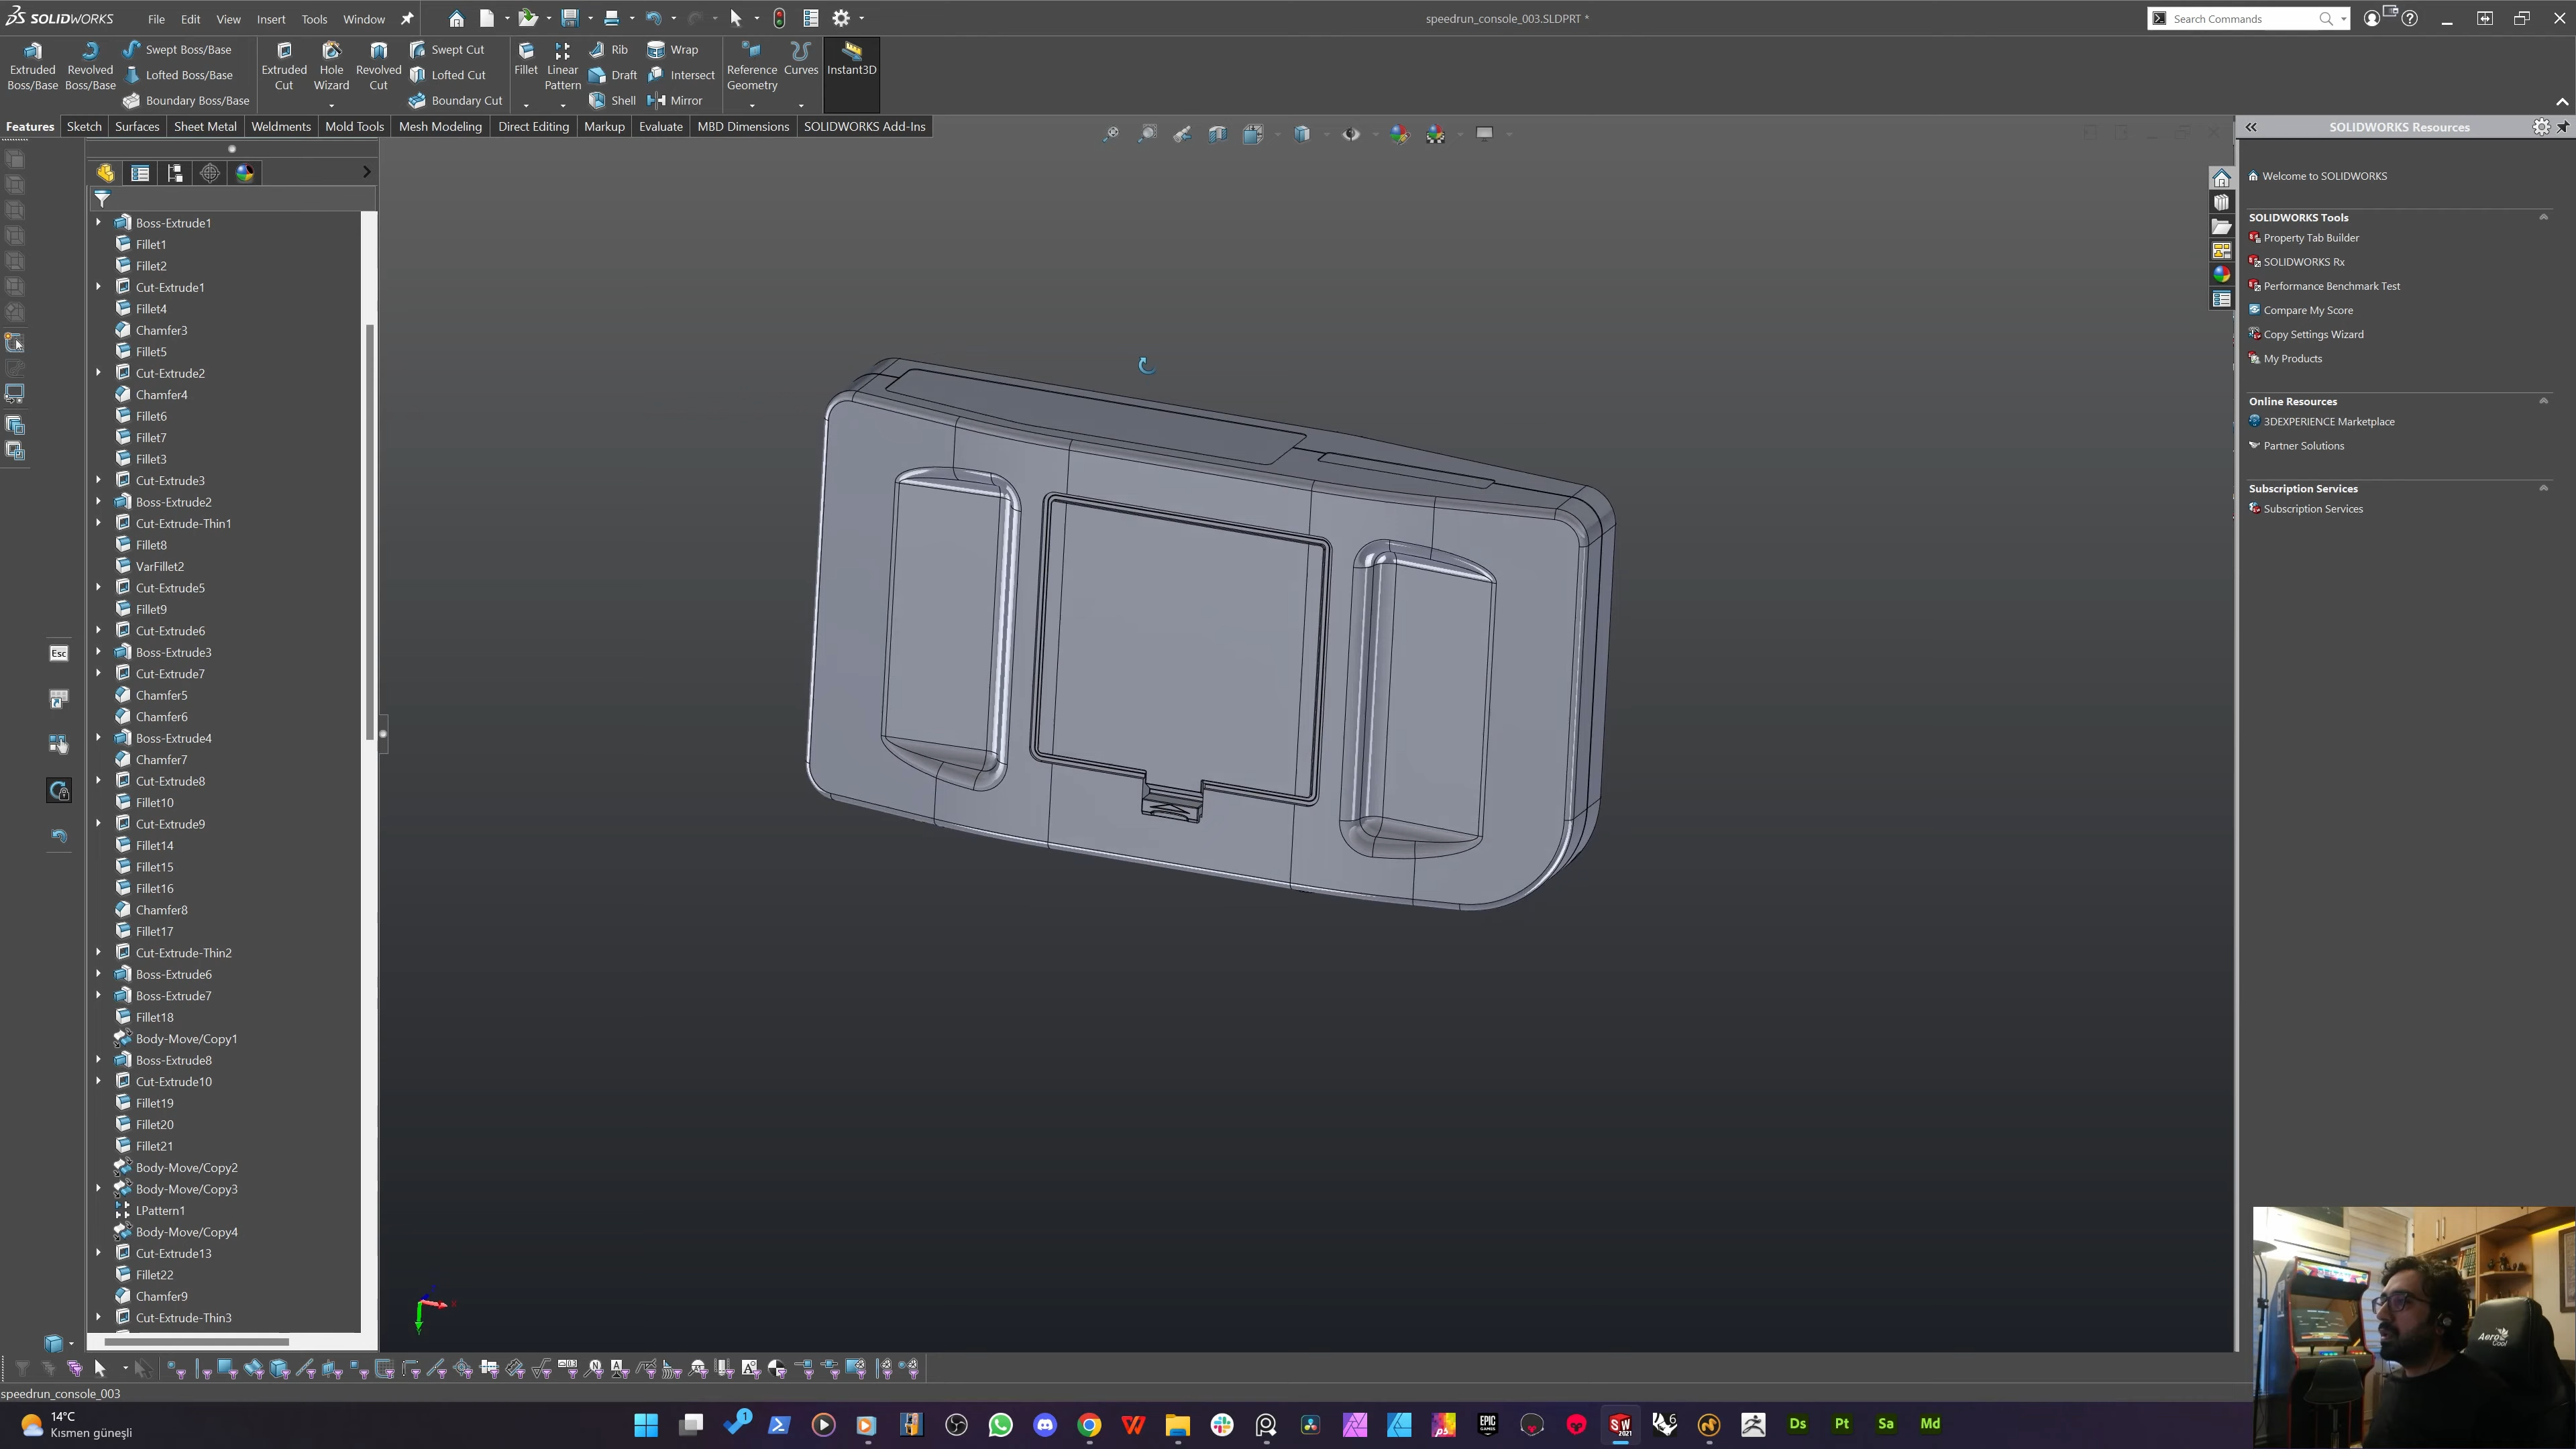 SOLIDWORKS File Edit View Insert Tools Window
speedrun_console_003.SLDPRT *
Search Commands
Extruded Boss/Base
Revolved Boss/Base
Swept Boss/Base
Lofted Boss/Base
Boundary Boss/Base
Extruded Cut
Hole Wizard
Revolved Cut
Swept Cut
Lofted Cut
Boundary Cut
Fillet
Linear Pattern
Rib
Draft
Shell
Wrap
Intersect
Mirror
Reference Geometry
Curves
Instant3D
Features Sketch Surfaces Sheet Metal Weldments Mold Tools Mesh Modeling Direct Editing Markup Evaluate MBD Dimensions SOLIDWORKS Add-Ins
Boss-Extrude1
Fillet1
Fillet2
Cut-Extrude1
Fillet4
Chamfer3
Fillet5
Cut-Extrude2
Chamfer4
Fillet6
Fillet7
Fillet3
Cut-Extrude3
Boss-Extrude2
Cut-Extrude-Thin1
Fillet8
VarFillet2
Cut-Extrude5
Fillet9
Cut-Extrude6
Boss-Extrude3
Cut-Extrude7
Chamfer5
Chamfer6
Boss-Extrude4
Chamfer7
Cut-Extrude8
Fillet10
Cut-Extrude9
Fillet14
Fillet15
Fillet16
Chamfer8
Fillet17
Cut-Extrude-Thin2
Boss-Extrude6
Boss-Extrude7
Fillet18
Body-Move/Copy1
Boss-Extrude8
Cut-Extrude10
Fillet19
Fillet20
Fillet21
Body-Move/Copy2
Body-Move/Copy3
LPattern1
Body-Move/Copy4
Cut-Extrude13
Fillet22
Chamfer9
Cut-Extrude-Thin3
Esc
SOLIDWORKS Resources
Welcome to SOLIDWORKS
SOLIDWORKS Tools
Property Tab Builder
SOLIDWORKS Rx
Performance Benchmark Test
Compare My Score
Copy Settings Wizard
My Products
Online Resources
3DEXPERIENCE Marketplace
Partner Solutions
Subscription Services
Subscription Services
Aero
Cool
speedrun_console_003
14°C
Kısmen güneşli
1
EPIC GAMES
SW 2021
6
Ds Pt Sa Md